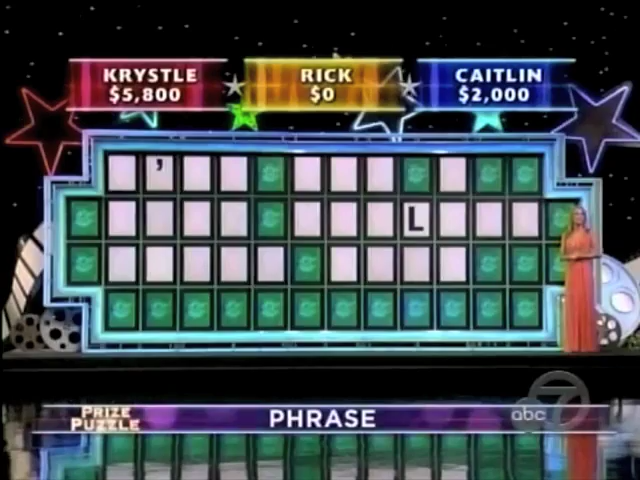 KRYSTLE
$5,800
RICK
$0
CAITLIN
$2,000
'
L
PRIZE
PUZZLE
PHRASE
abc 7